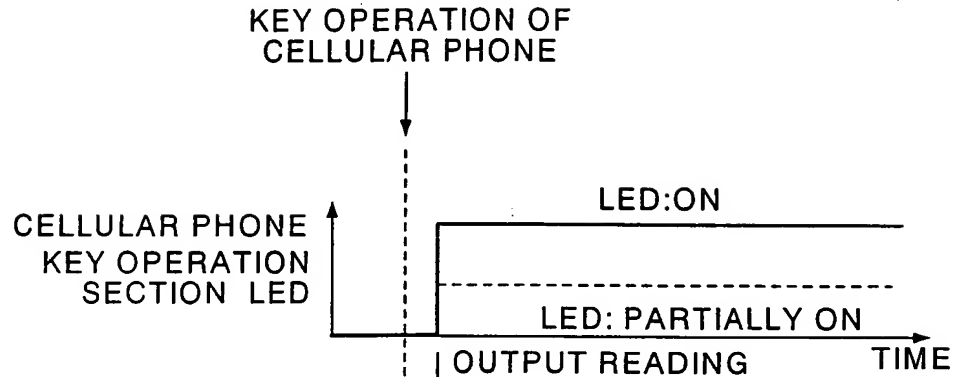 KEY OPERATION OF
CELLULAR PHONE
LED:ON
CELLULAR PHONE
KEY OPERATION
SECTION LED
LED: PARTIALLY ON
OUTPUT READING
TIME